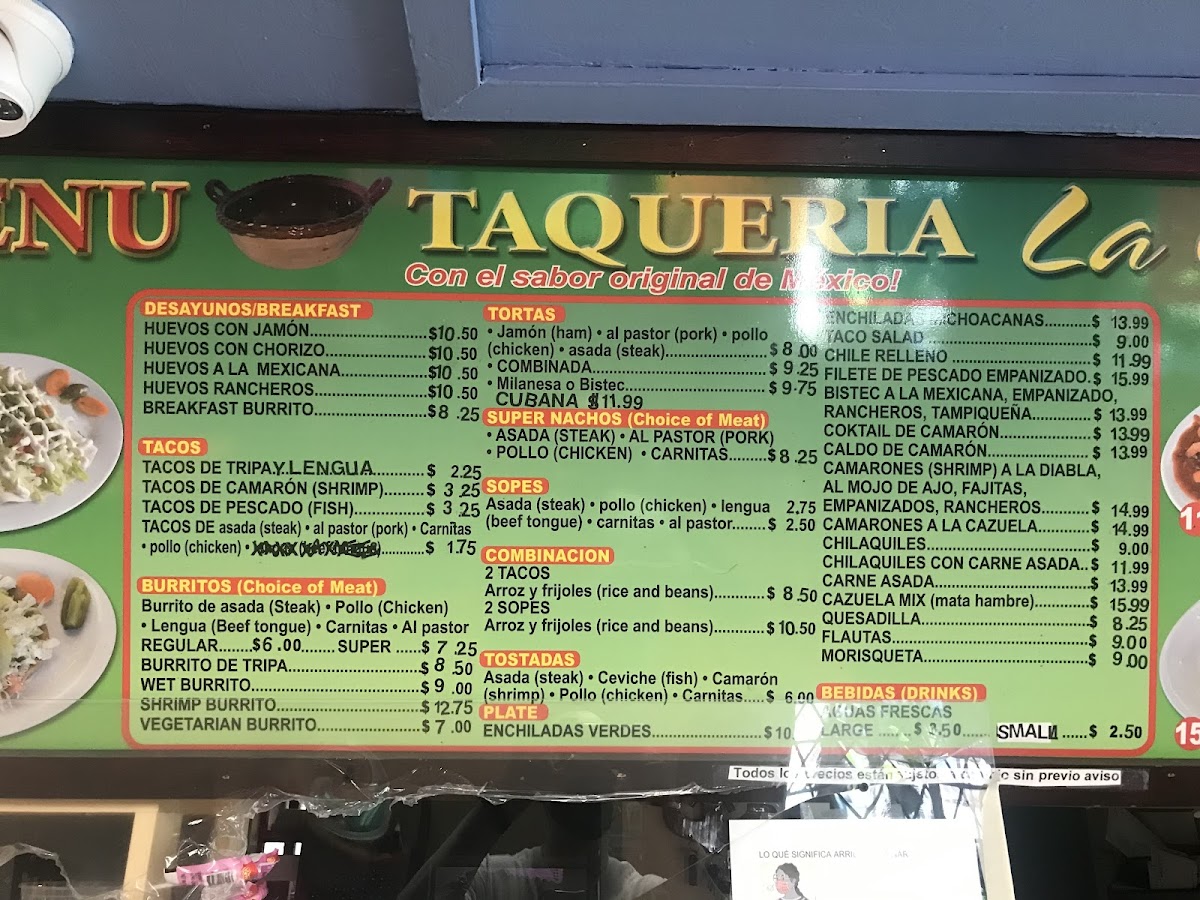 ENU TAQUERIA La
Con el sabor original de México!
DESAYUNOS/BREAKFAST
HUEVOS CON JAMÓN.....$10.50
HUEVOS CON CHORIZO.....$10.50
HUEVOS A LA MEXICANA.....$10.50
HUEVOS RANCHEROS.....$10.50
BREAKFAST BURRITO.....$8.25
TACOS
TACOS DE TRIPA Y LENGUA.....$ 2.25
TACOS DE CAMARÓN (SHRIMP).....$ 3.25
TACOS DE PESCADO (FISH).....$ 3.25
TACOS DE asada (steak) • al pastor (pork) • Carnitas
• pollo (chicken) • .....$ 1.75
BURRITOS (Choice of Meat)
Burrito de asada (Steak) • Pollo (Chicken)
• Lengua (Beef tongue) • Carnitas • Al pastor
REGULAR.......$6.00....... SUPER .....$ 7.25
BURRITO DE TRIPA.....$ 8.50
WET BURRITO.....$ 9.00
SHRIMP BURRITO.....$ 12.75
VEGETARIAN BURRITO.....$ 7.00
TORTAS
• Jamón (ham) • al pastor (pork) • pollo
(chicken) • asada (steak).....$ 8.00
• COMBINADA.....$ 9.25
• Milanesa o Bistec.....$ 9.75
CUBANA $11.99
SUPER NACHOS (Choice of Meat)
• ASADA (STEAK) • AL PASTOR (PORK)
• POLLO (CHICKEN) • CARNITAS.....$8.25
SOPES
Asada (steak) • pollo (chicken) • lengua 2.75
(beef tongue) • carnitas • al pastor.....$ 2.50
COMBINACION
2 TACOS
Arroz y frijoles (rice and beans).....$ 8.50
2 SOPES
Arroz y frijoles (rice and beans).....$ 10.50
TOSTADAS
Asada (steak) • Ceviche (fish) • Camarón
(shrimp) • Pollo (chicken) • Carnitas.....$ 6.00
PLATE
ENCHILADAS VERDES.....$10.
ENCHILADAS MICHOACANAS.....$ 13.99
TACO SALAD.....$ 9.00
CHILE RELLENO.....$ 11.99
FILETE DE PESCADO EMPANIZADO.$ 15.99
BISTEC A LA MEXICANA, EMPANIZADO,
RANCHEROS, TAMPIQUEÑA.....$ 13.99
COKTAIL DE CAMARÓN.....$ 13.99
CALDO DE CAMARÓN.....$ 13.99
CAMARONES (SHRIMP) A LA DIABLA,
AL MOJO DE AJO, FAJITAS,
EMPANIZADOS, RANCHEROS.....$ 14.99
CAMARONES A LA CAZUELA.....$ 14.99
CHILAQUILES.....$ 9.00
CHILAQUILES CON CARNE ASADA..$ 11.99
CARNE ASADA.....$ 13.99
CAZUELA MIX (mata hambre).....$ 15.99
QUESADILLA.....$ 8.25
FLAUTAS.....$ 9.00
MORISQUETA.....$ 9.00
BEBIDAS (DRINKS)
AGUAS FRESCAS
LARGE ......$ 3.50...... SMALL .....$ 2.50
Todos los precios están sujetos sin previo aviso
LO QUÉ SIGNIFICA
11
15